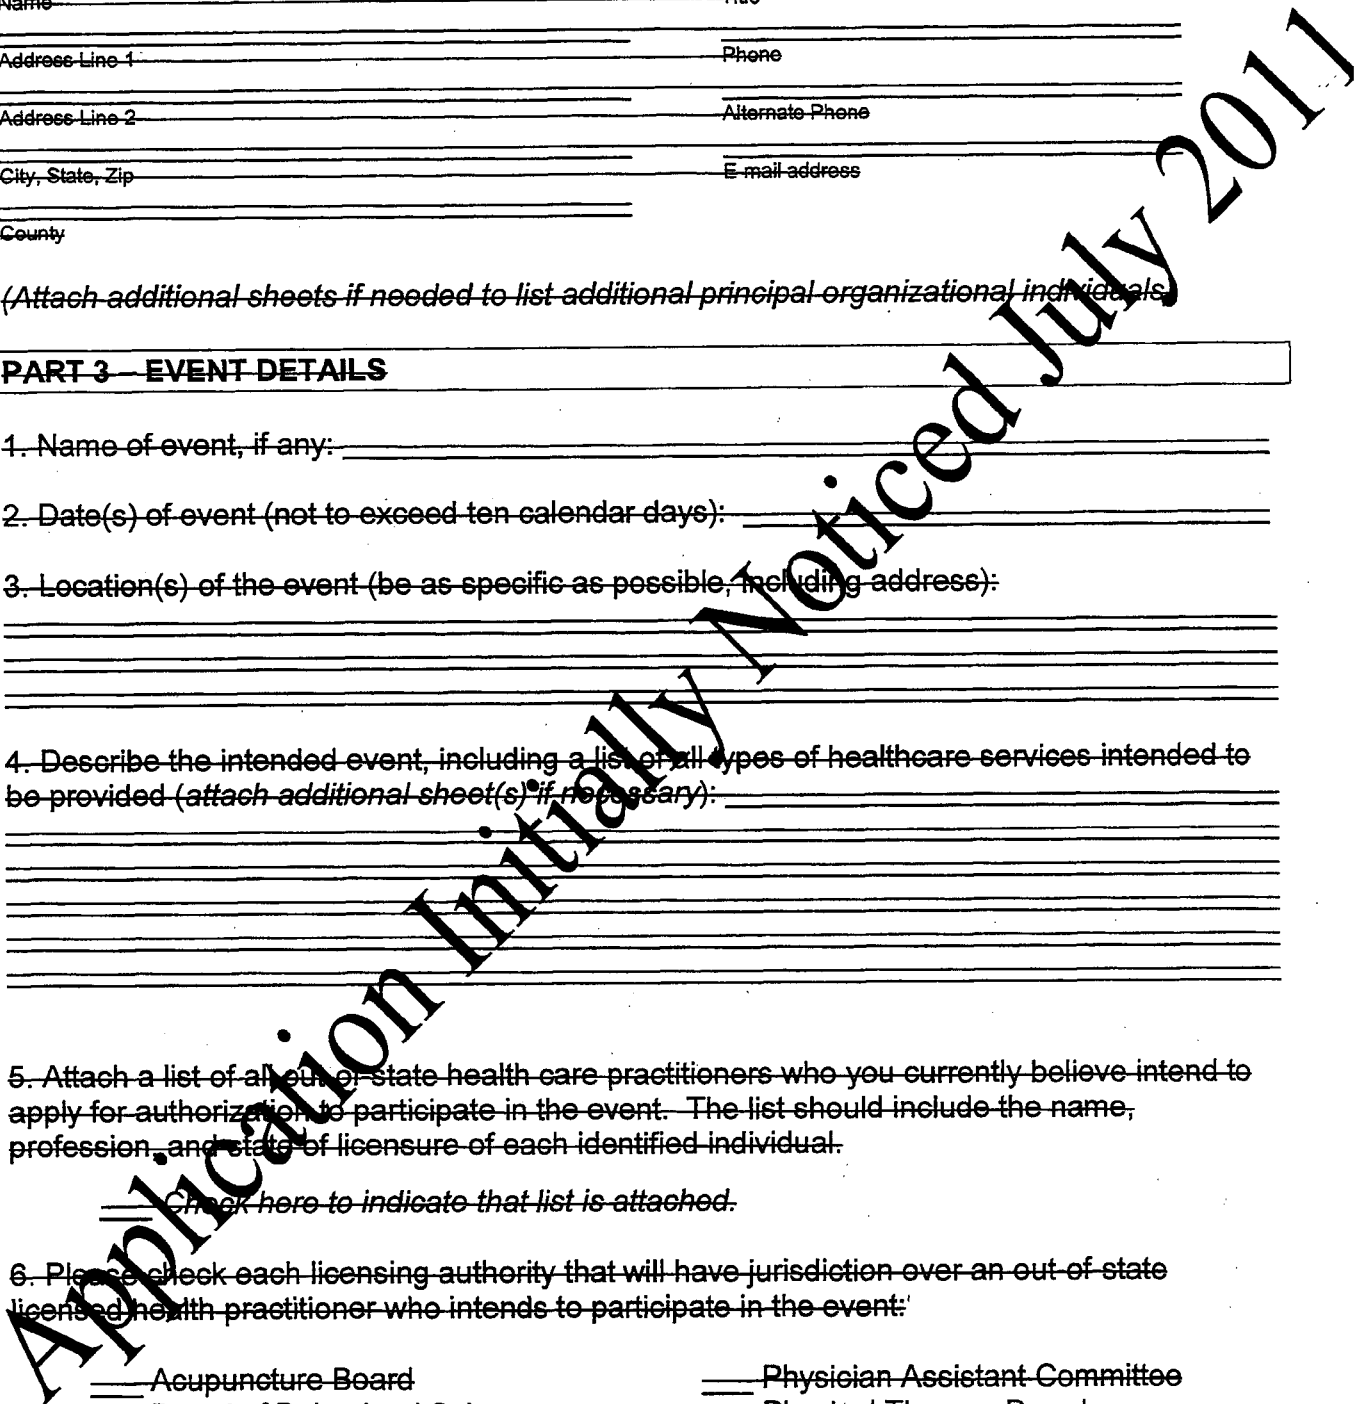 Name Title
Address Line 1 Phone
Address Line 2 Alternate Phone
City, State, Zip E-mail address
County
(Attach additional sheets if needed to list additional principal organizational individuals)
PART 3 – EVENT DETAILS
1. Name of event, if any:
2. Date(s) of event (not to exceed ten calendar days):
3. Location(s) of the event (be as specific as possible, including address):
4. Describe the intended event, including a list of all types of healthcare services intended to
be provided (attach additional sheet(s) if necessary):
5. Attach a list of all out-of-state health care practitioners who you currently believe intend to
apply for authorization to participate in the event. The list should include the name,
profession, and state of licensure of each identified individual.
Check here to indicate that list is attached.
6. Please check each licensing authority that will have jurisdiction over an out-of-state
licensed health practitioner who intends to participate in the event:
Acupuncture Board Physician Assistant Committee
Application Initially Noticed July 2011